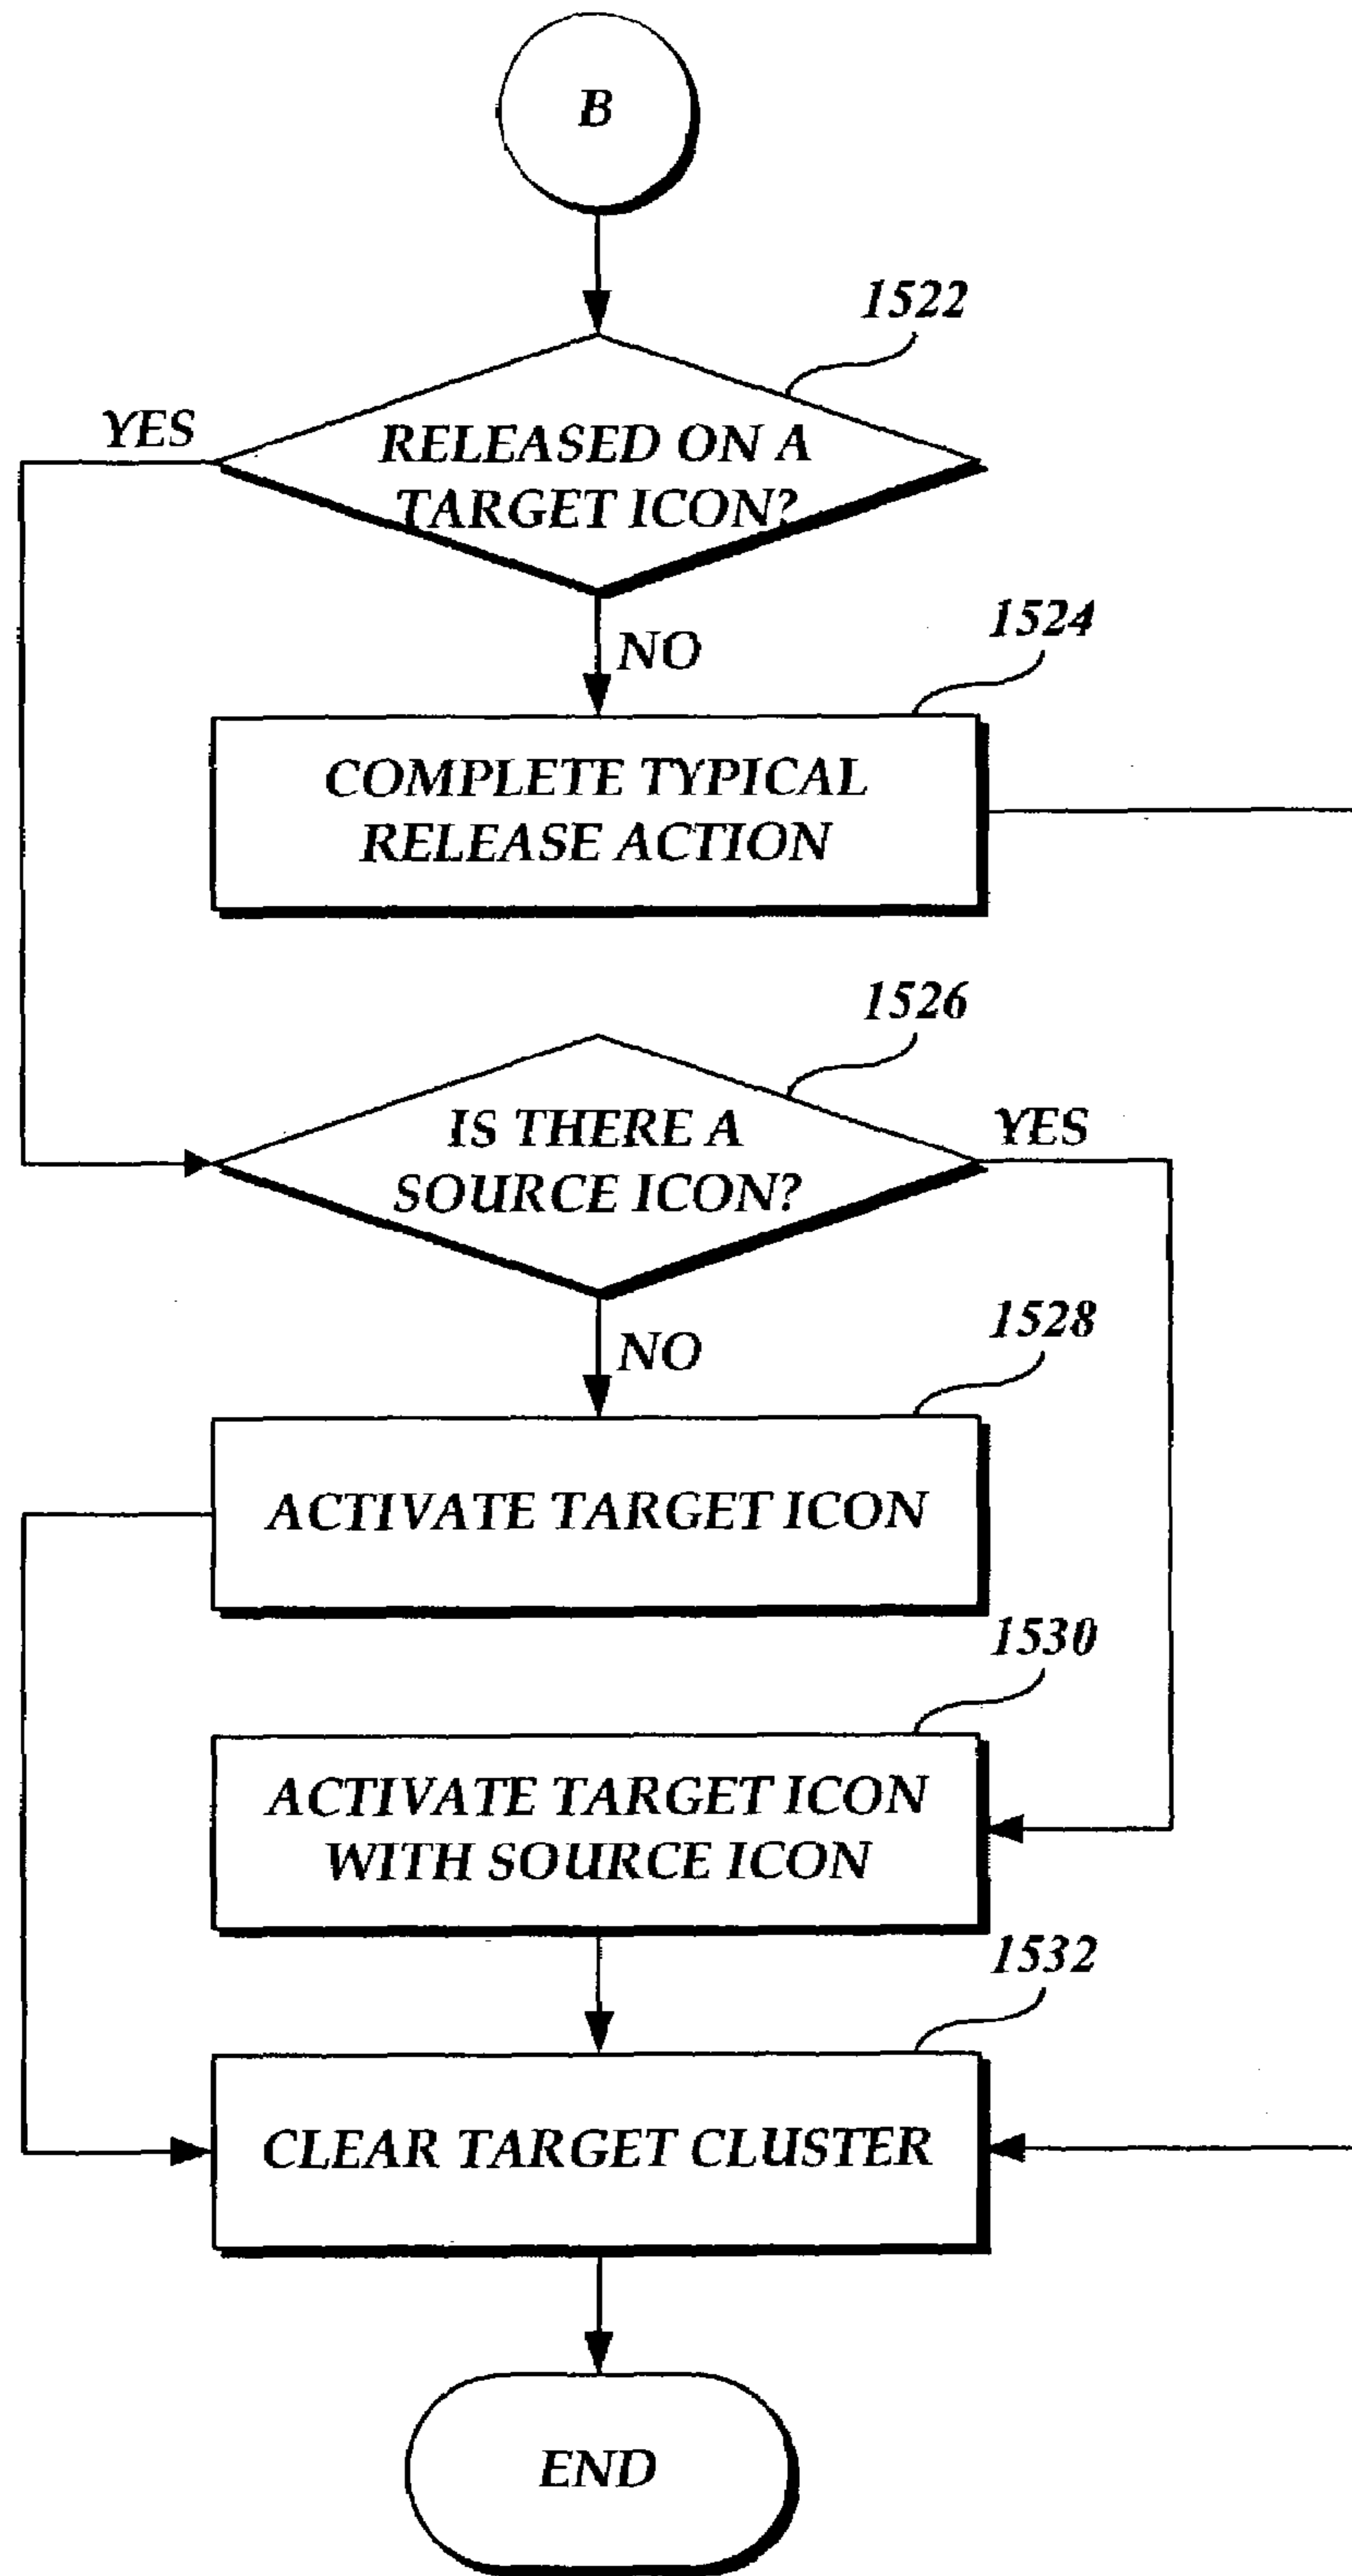 B
1522
YES
RELEASED ON A
TARGET ICON?
NO
1524
COMPLETE TYPICAL
RELEASE ACTION
1526
IS THERE A
SOURCE ICON?
YES
NO
1528
ACTIVATE TARGET ICON
1530
ACTIVATE TARGET ICON
WITH SOURCE ICON
1532
CLEAR TARGET CLUSTER
END